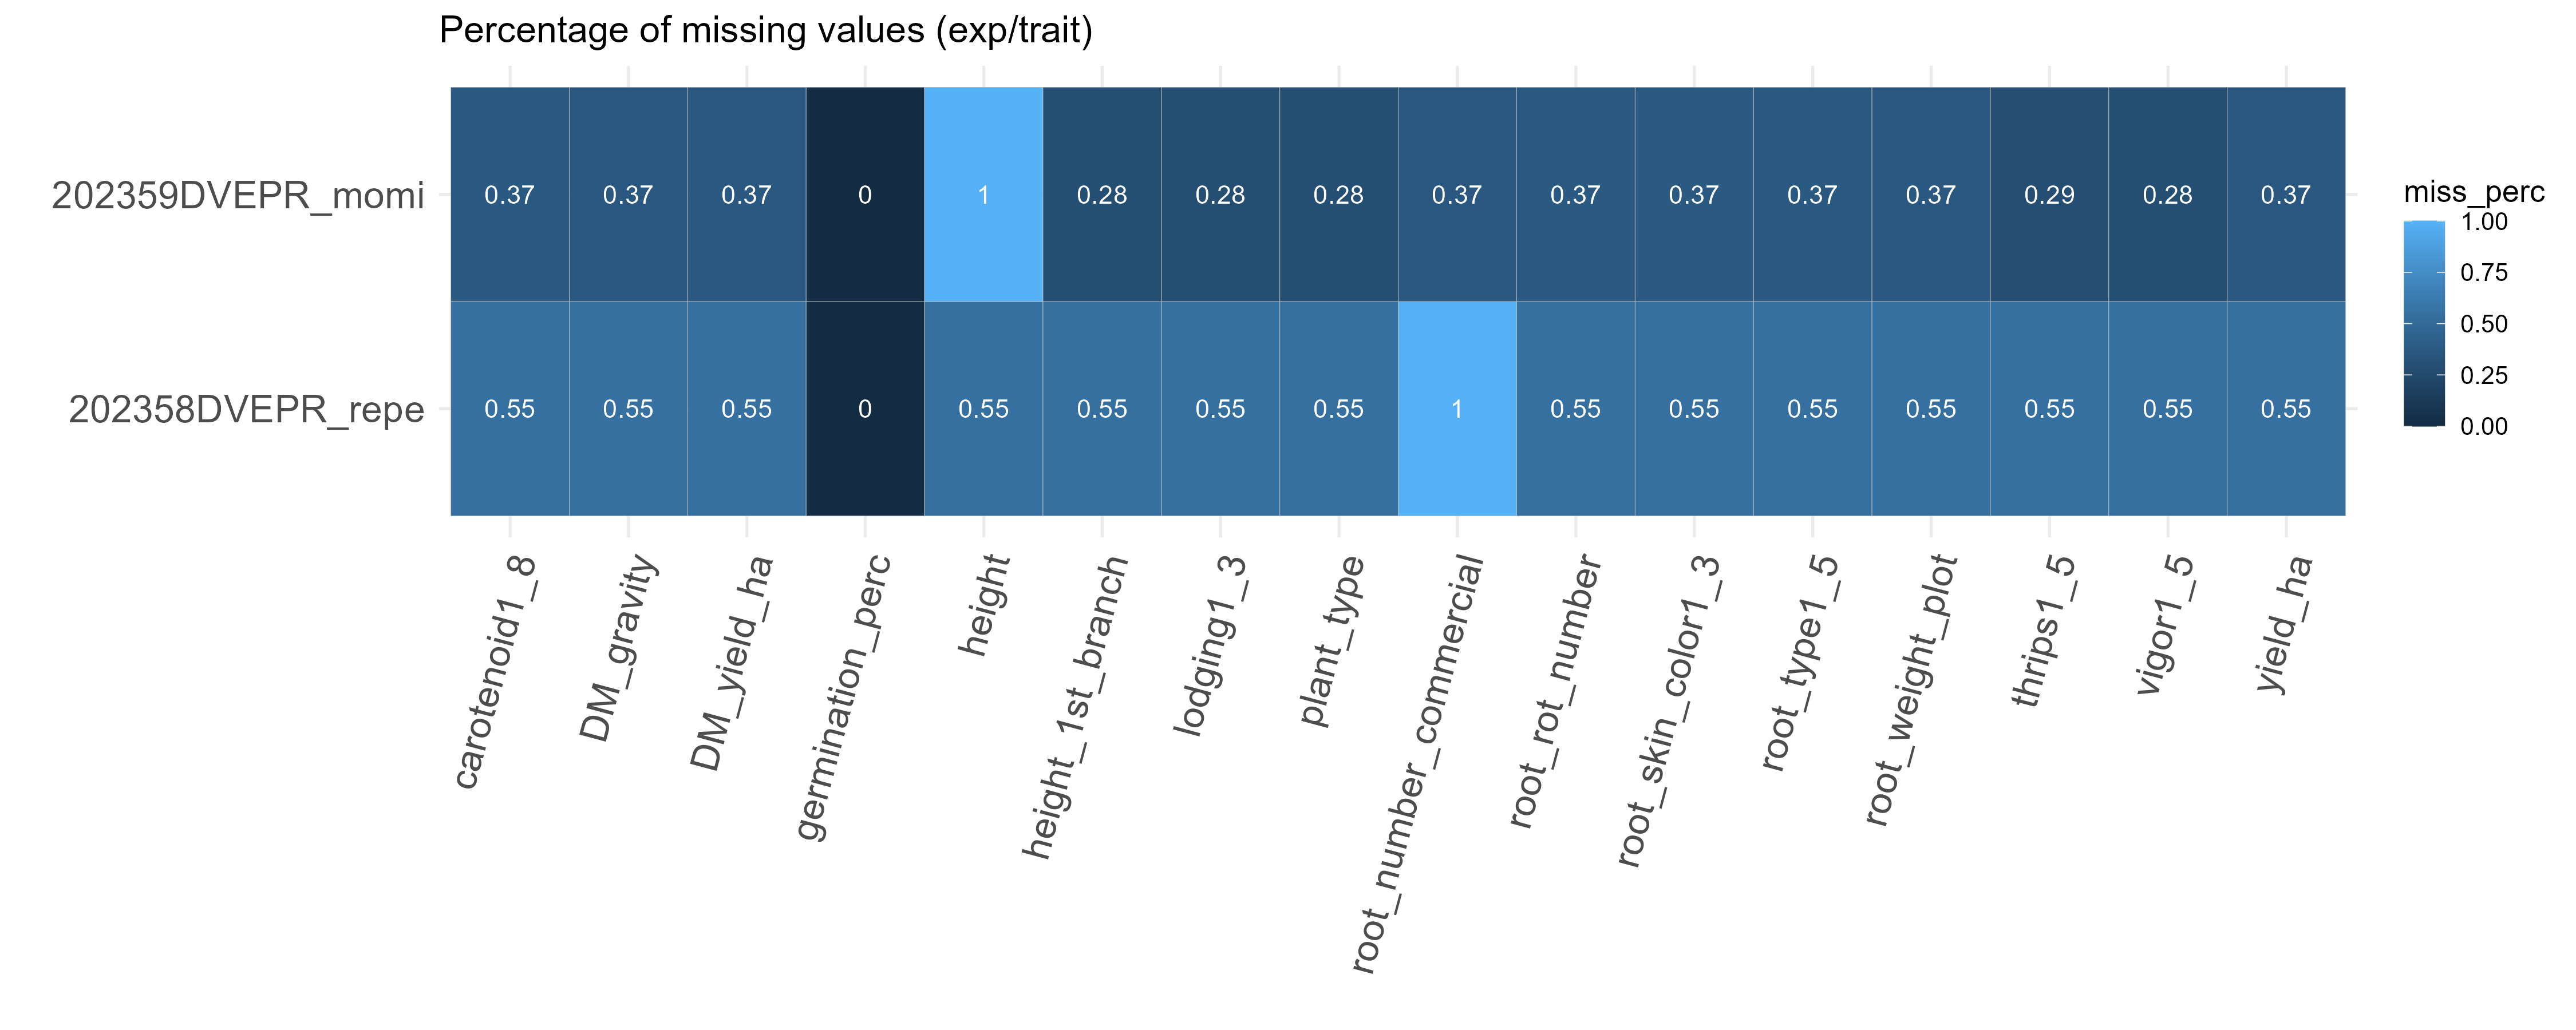 Percentage of missing values (exp/trait)
202359DVEPR_momi 0.37 0.37 0.37 0 1 0.28 0.28 0.28 0.37 0.37 0.37 0.37 0.37 0.29 0.28 0.37
202358DVEPR_repe 0.55 0.55 0.55 0 0.55 0.55 0.55 0.55 1 0.55 0.55 0.55 0.55 0.55 0.55 0.55
carotenoid1_8
DM_gravity
DM_yield_ha
germination_perc
height
height_1st_branch
lodging1_3
plant_type
root_number_commercial
root_rot_number
root_skin_color1_3
root_type1_5
root_weight_plot
thrips1_5
vigor1_5
yield_ha
miss_perc
1.00
0.75
0.50
0.25
0.00